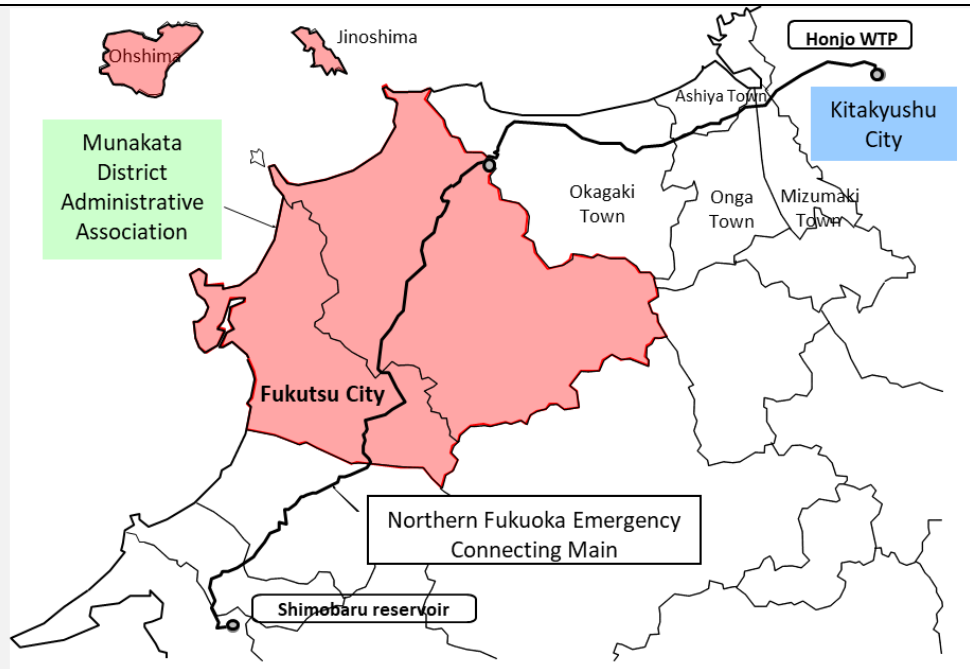 Ohshima
Jinoshima
Honjo WTP
Ashiya Town
Kitakyushu
City
Munakata
District
Administrative
Association
Okagaki
Town
Onga
Town
Mizumaki
Town
Fukutsu City
Northern Fukuoka Emergency
Connecting Main
Shimobaru reservoir